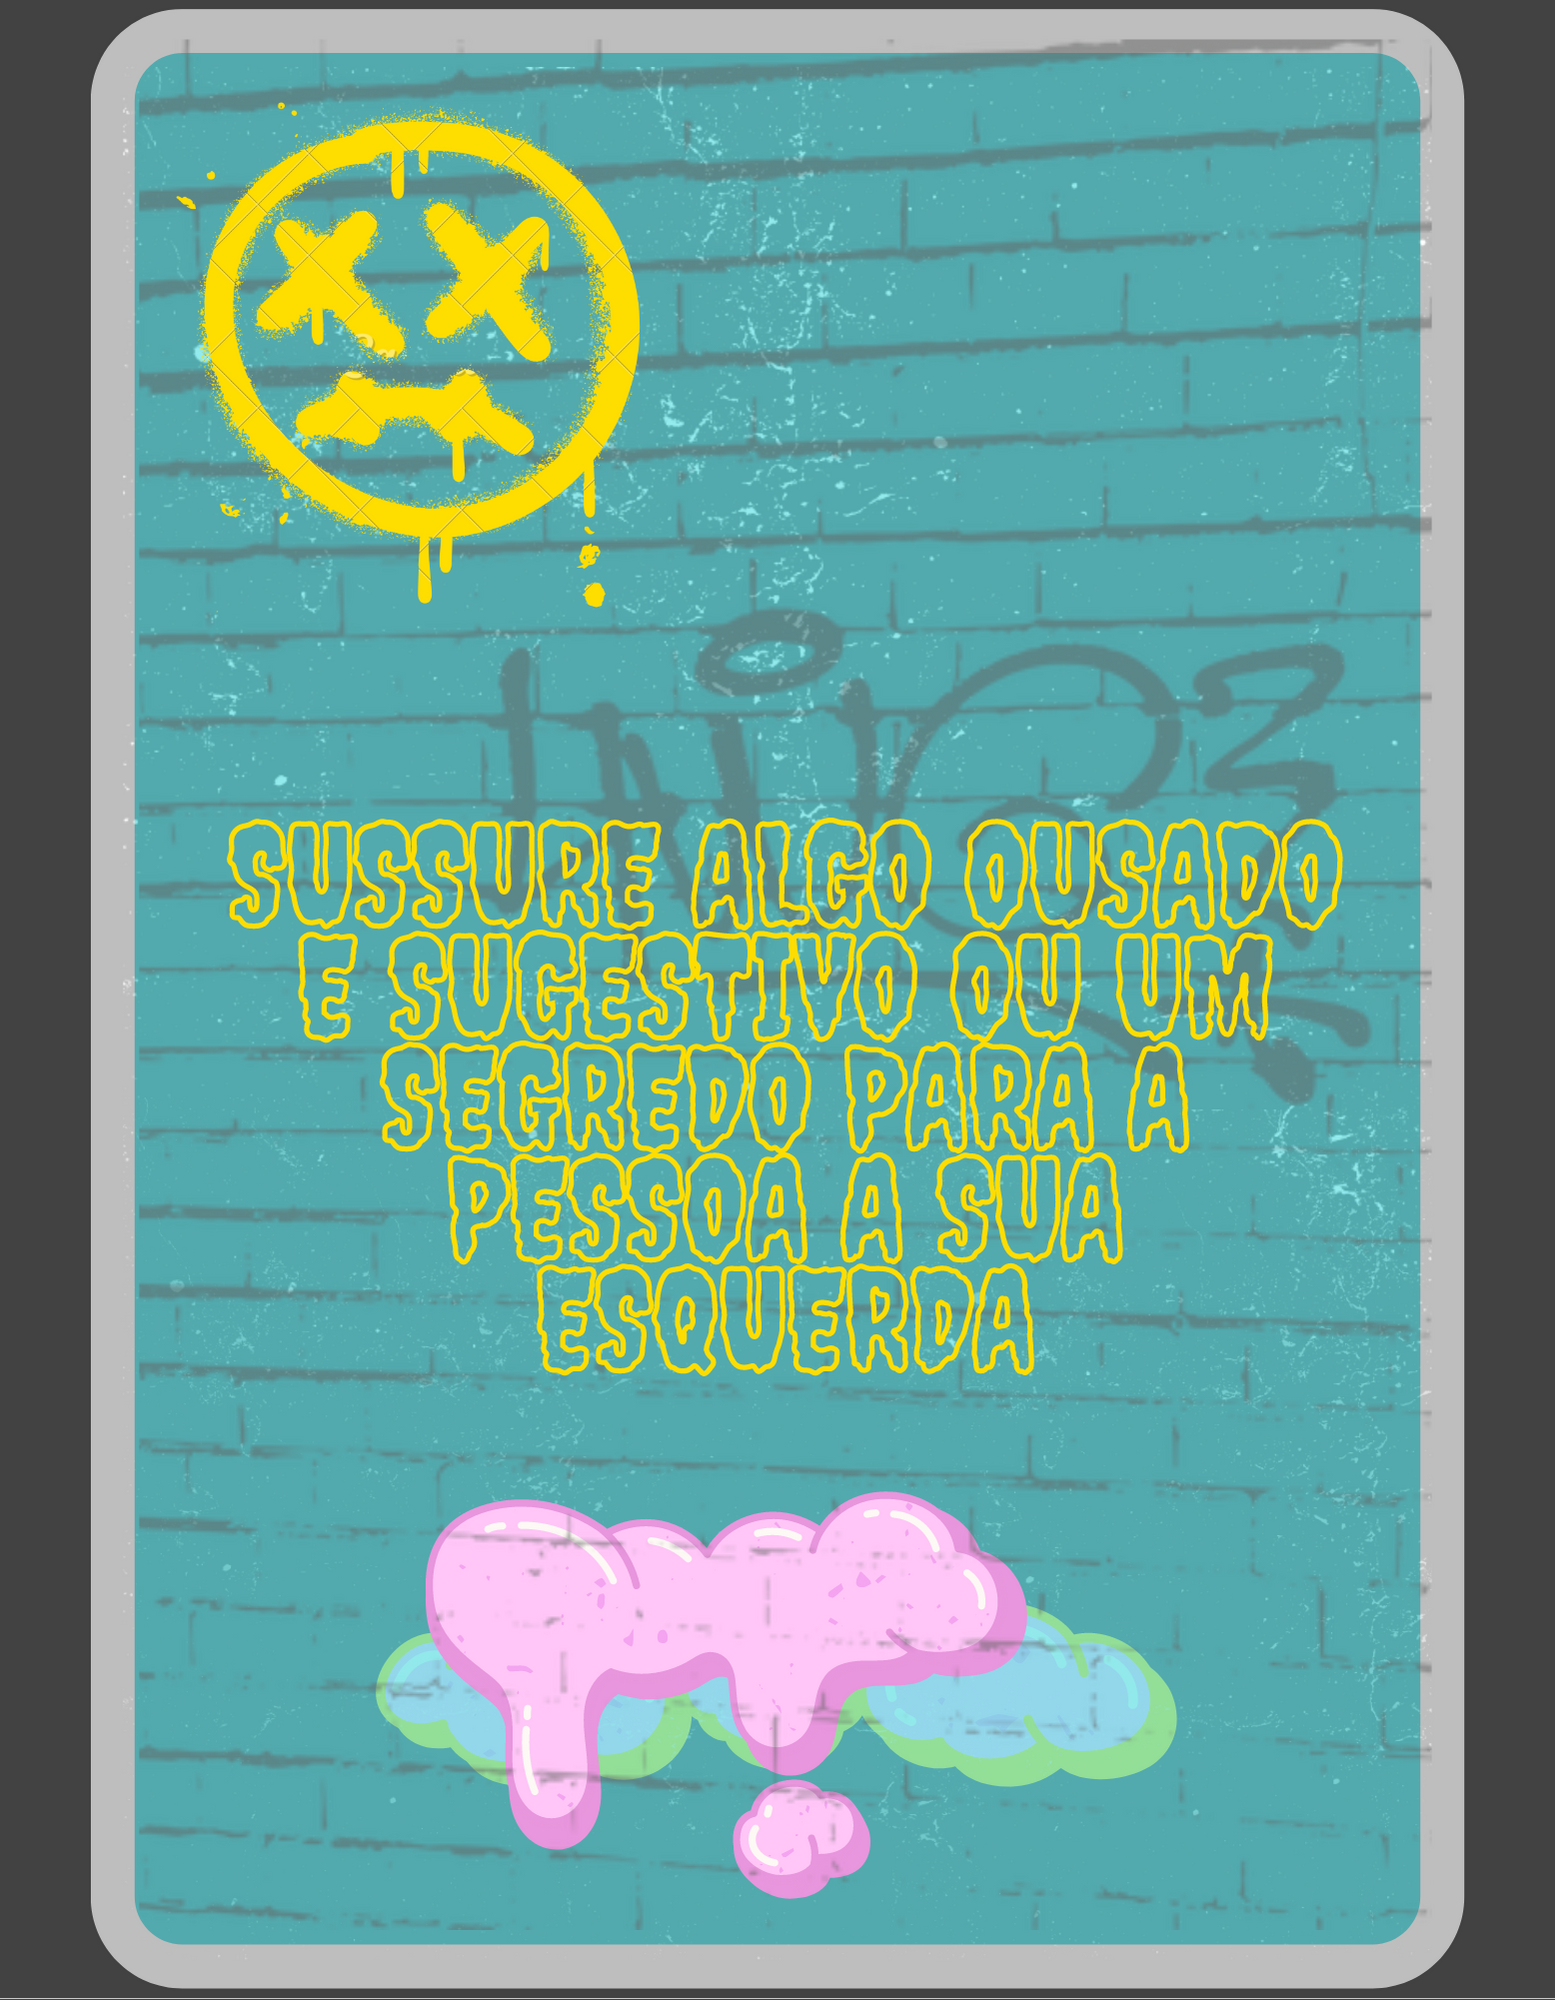 SUSSURE ALGO OUSADO
E SUGESTIVO OU UM
SEGREDO PARA A
PESSOA A SUA
ESQUERDA